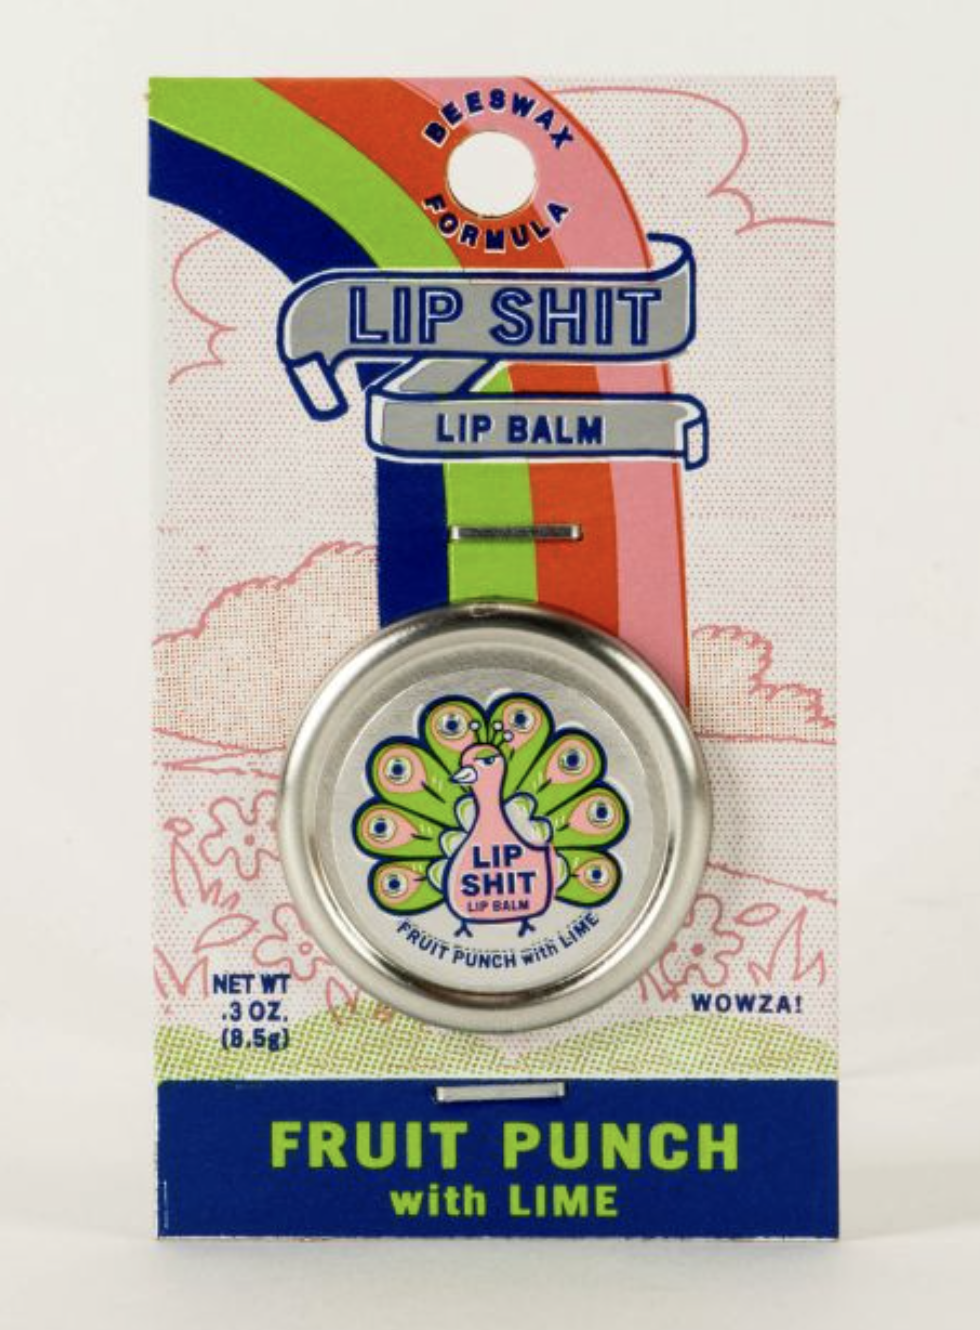 BEESWAX
FORMULA
LIP SHIT
LIP BALM
LIP
SHIT
LIP BALM
FRUIT PUNCH with LIME
NET WT
.3 OZ.
(8.5g)
WOWZA!
FRUIT PUNCH
with LIME